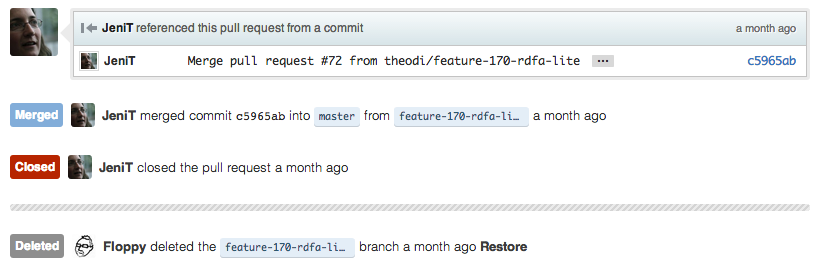 JeniT referenced this pull request from a commit a month ago
JeniT Merge pull request #72 from theodi/feature-170-rdfa-lite ... c5965ab
Merged JeniT merged commit c5965ab into master from feature-170-rdfa-li... a month ago
Closed JeniT closed the pull request a month ago
Deleted Floppy deleted the feature-170-rdfa-li... branch a month ago Restore